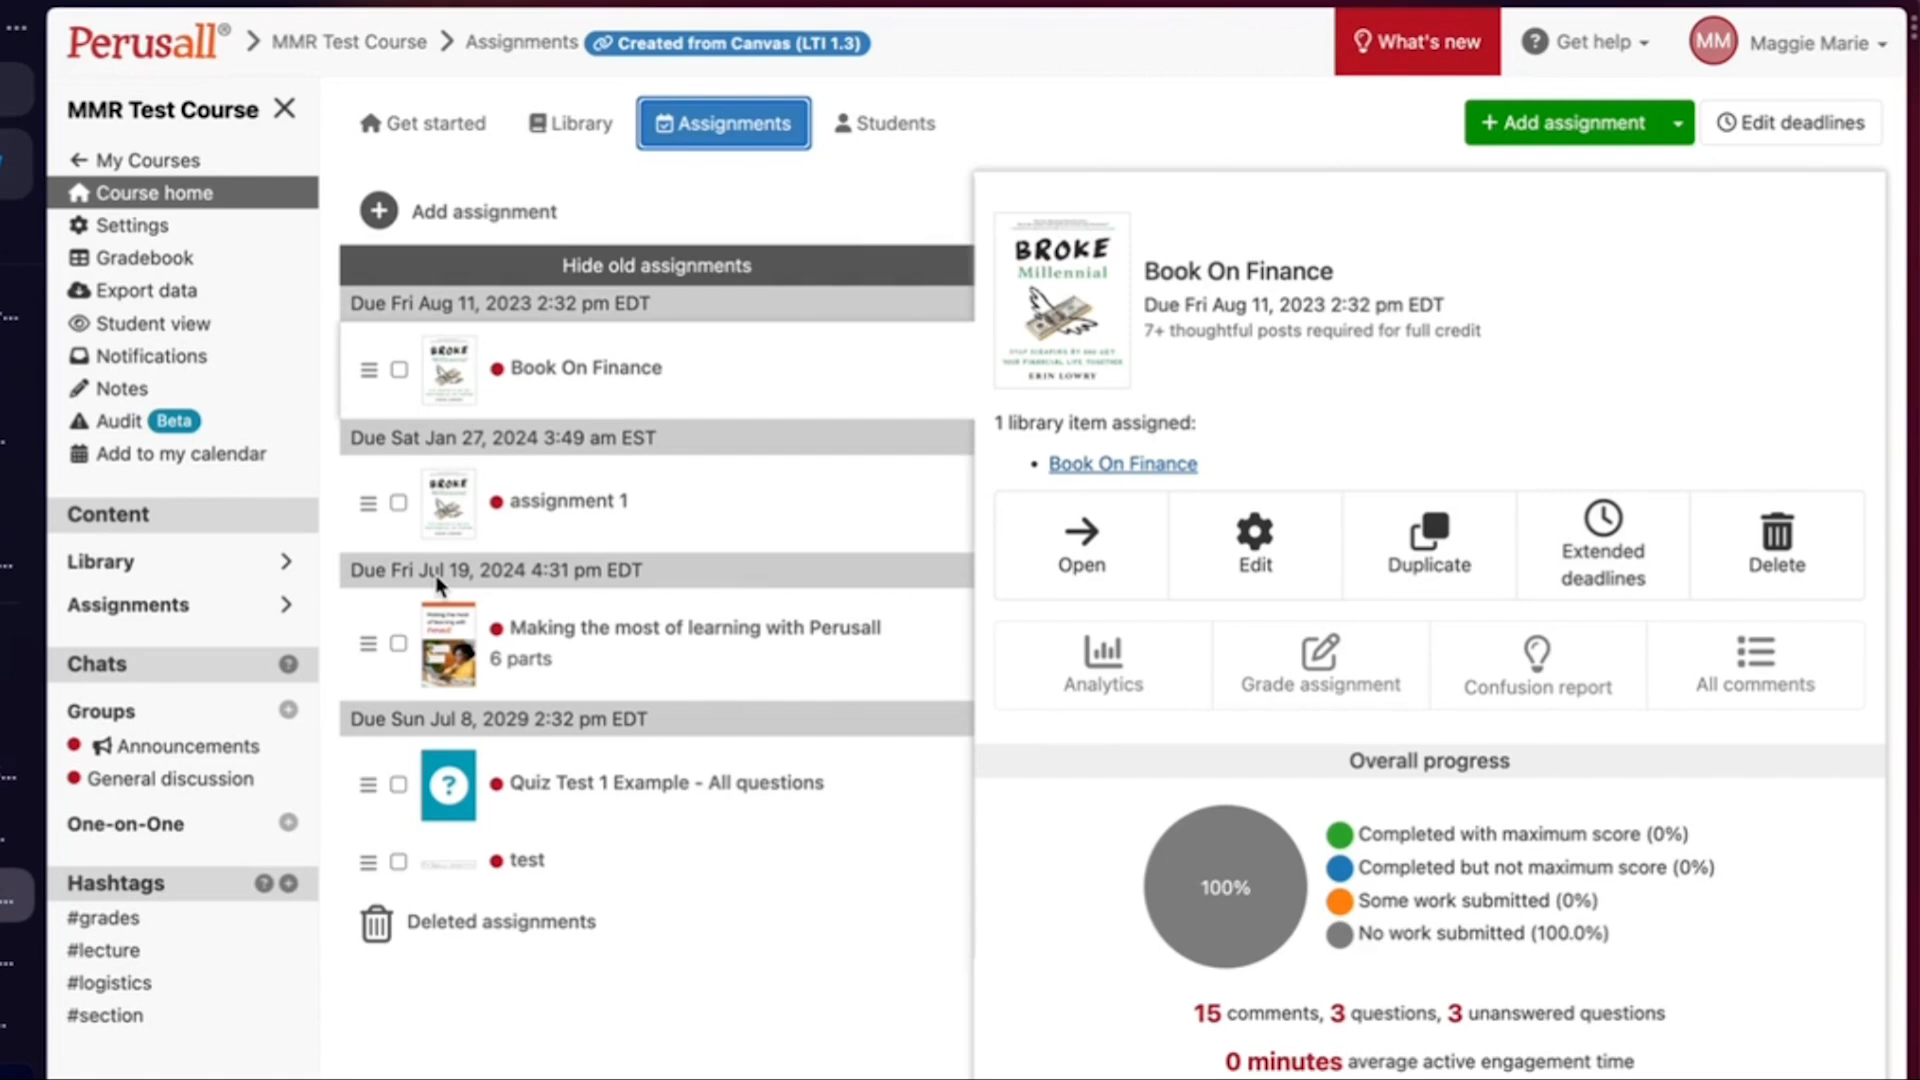 Perusall® MMR Test Course Assignments Created from Canvas (LTI 1.3)
What's new
Get help
MM Maggie Marie
MMR Test Course
My Courses
Course home
Settings
Gradebook
Export data
Student view
Notifications
Notes
Audit Beta
Add to my calendar
Content
Library
Assignments
Chats
Groups
Announcements
General discussion
One-on-One
Hashtags
#grades
#lecture
#logistics
#section
Get started
Library
Assignments
Students
+ Add assignment
Edit deadlines
Add assignment
Hide old assignments
Due Fri Aug 11, 2023 2:32 pm EDT
BROKE
Book On Finance
Due Sat Jan 27, 2024 3:49 am EST
BROKE
assignment 1
Due Fri Jul 19, 2024 4:31 pm EDT
Making the most of learning with Perusall
6 parts
Due Sun Jul 8, 2029 2:32 pm EDT
?
Quiz Test 1 Example - All questions
test
Deleted assignments
BROKE
Millennial
ERIN LOWRY
Book On Finance
Due Fri Aug 11, 2023 2:32 pm EDT
7+ thoughtful posts required for full credit
1 library item assigned:
• Book On Finance
Open
Edit
Duplicate
Extended
deadlines
Delete
Analytics
Grade assignment
Confusion report
All comments
Overall progress
100%
Completed with maximum score (0%)
Completed but not maximum score (0%)
Some work submitted (0%)
No work submitted (100.0%)
15 comments, 3 questions, 3 unanswered questions
0 minutes average active engagement time